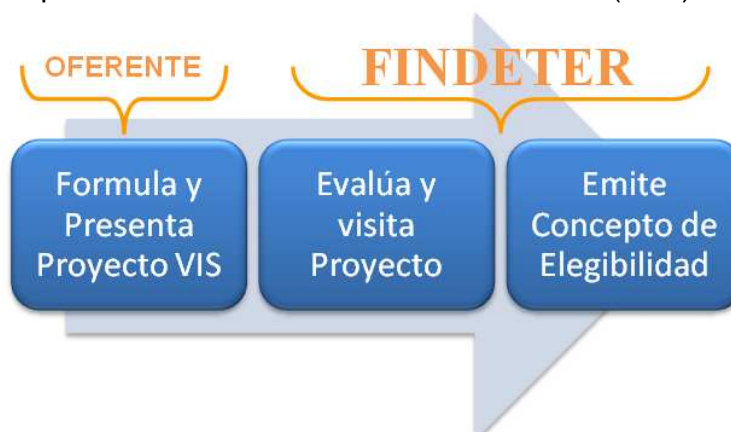 OFERENTE
FINDETER
Formula y
Presenta
Proyecto VIS
Evalúa y
visita
Proyecto
Emite
Concepto de
Elegibilidad